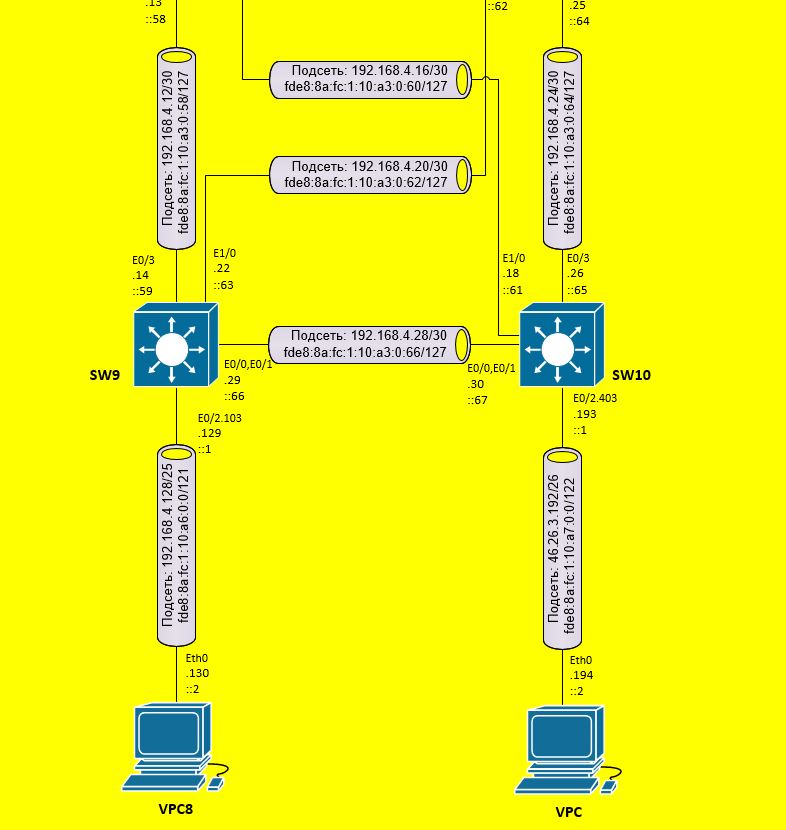 .13
::58
::62
.25
::64
Подсеть: 192.168.4.16/30
fde8:8a:fc:1:10:a3:0:60/127
Подсеть: 192.168.4.12/30
fde8:8a:fc:1:10:a3:0:58/127
Подсеть: 192.168.4.24/30
fde8:8a:fc:1:10:a3:0:64/127
Подсеть: 192.168.4.20/30
fde8:8a:fc:1:10:a3:0:62/127
E0/3
.14
::59
E1/0
.22
::63
E1/0
.18
::61
E0/3
.26
::65
Подсеть: 192.168.4.28/30
fde8:8a:fc:1:10:a3:0:66/127
SW9
E0/0,E0/1
.29
::66
E0/0,E0/1
.30
::67
SW10
E0/2.103
.129
::1
E0/2.403
.193
::1
Подсеть: 192.168.4.128/25
fde8:8a:fc:1:10:a6:0:0/121
Подсеть: 46.26.3.192/26
fde8:8a:fc:1:10:a7:0:0/122
Eth0
.130
::2
Eth0
.194
::2
VPC8
VPC